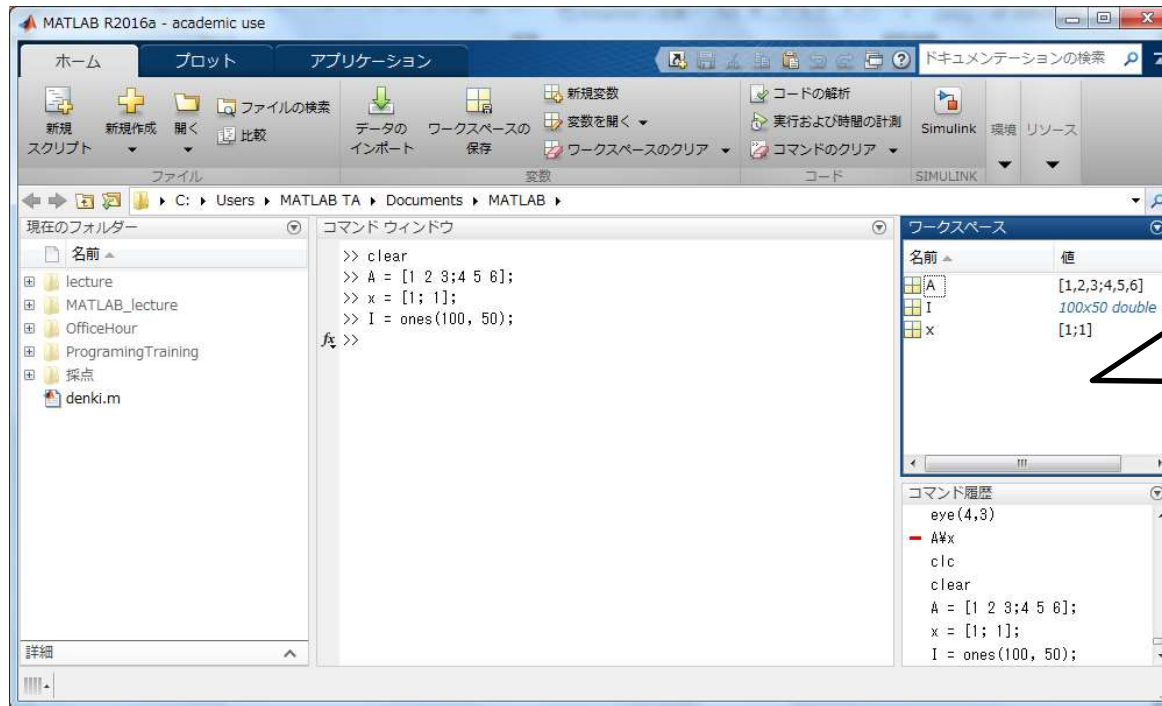 MATLAB R2016a - academic use
ホーム プロット アプリケーション ドキュメンテーションの検索
新規 スクリプト
新規作成
開く
ファイルの検索
比較
ファイル
データの インポート
ワークスペースの 保存
新規変数
変数を開く
ワークスペースのクリア
変数
コードの解析
実行および時間の計測
コマンドのクリア
コード
Simulink
SIMULINK
環境
リソース
C: Users MATLAB TA Documents MATLAB
現在のフォルダー
名前
lecture
MATLAB_lecture
OfficeHour
ProgramingTraining
採点
denki.m
詳細
コマンド ウィンドウ
>> clear
>> A = [1 2 3;4 5 6];
>> x = [1; 1];
>> I = ones(100, 50);
fx >>
ワークスペース
名前 値
A [1,2,3;4,5,6]
I 100x50 double
x [1;1]
コマンド履歴
eye(4,3)
A¥x
clc
clear
A = [1 2 3;4 5 6];
x = [1; 1];
I = ones(100, 50);